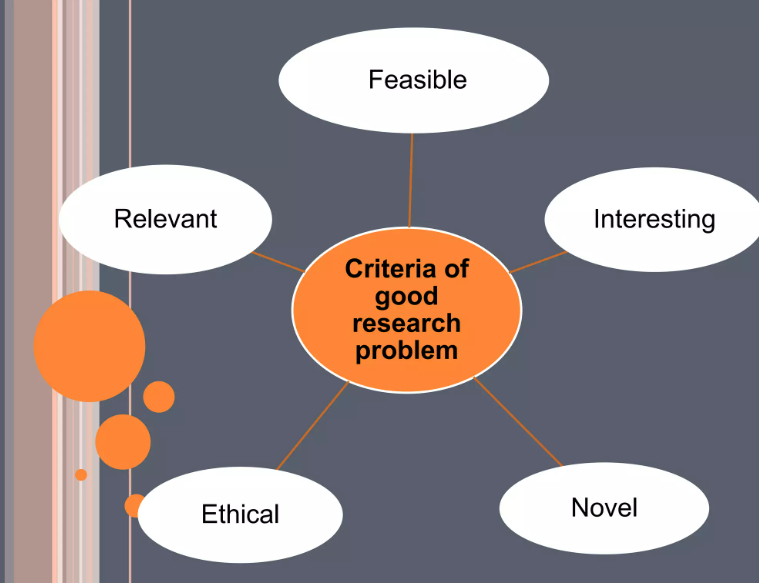 Feasible
Relevant
Interesting
Criteria of
good
research
problem
Ethical
Novel